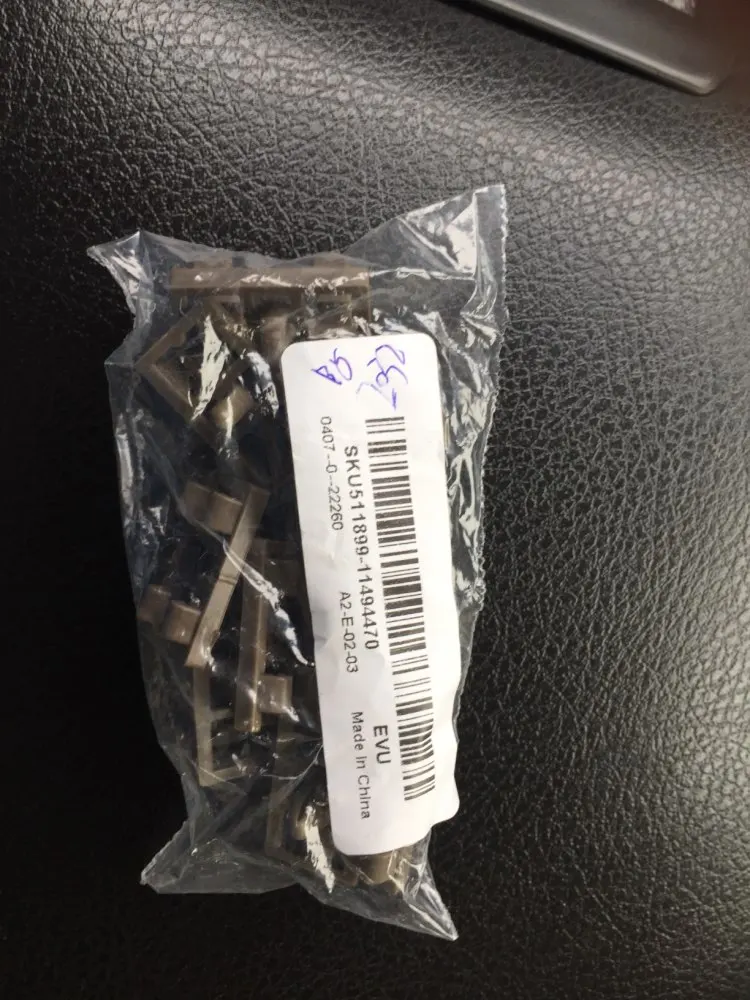 SKU511899-11494470
EVU
0407--0--22260
A2-E-02-03
Made In China